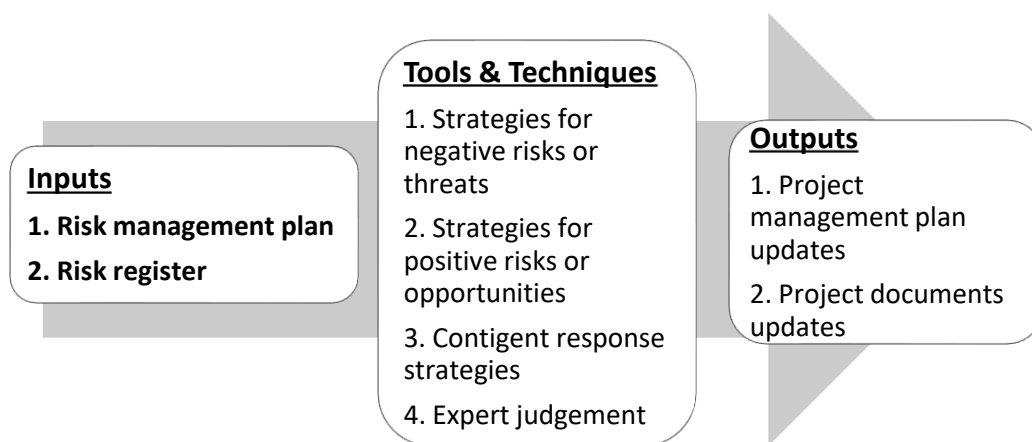 Inputs
1. Risk management plan
2. Risk register
Tools & Techniques
1. Strategies for
negative risks or
threats
2. Strategies for
positive risks or
opportunities
3. Contigent response
strategies
4. Expert judgement
Outputs
1. Project
management plan
updates
2. Project documents
updates